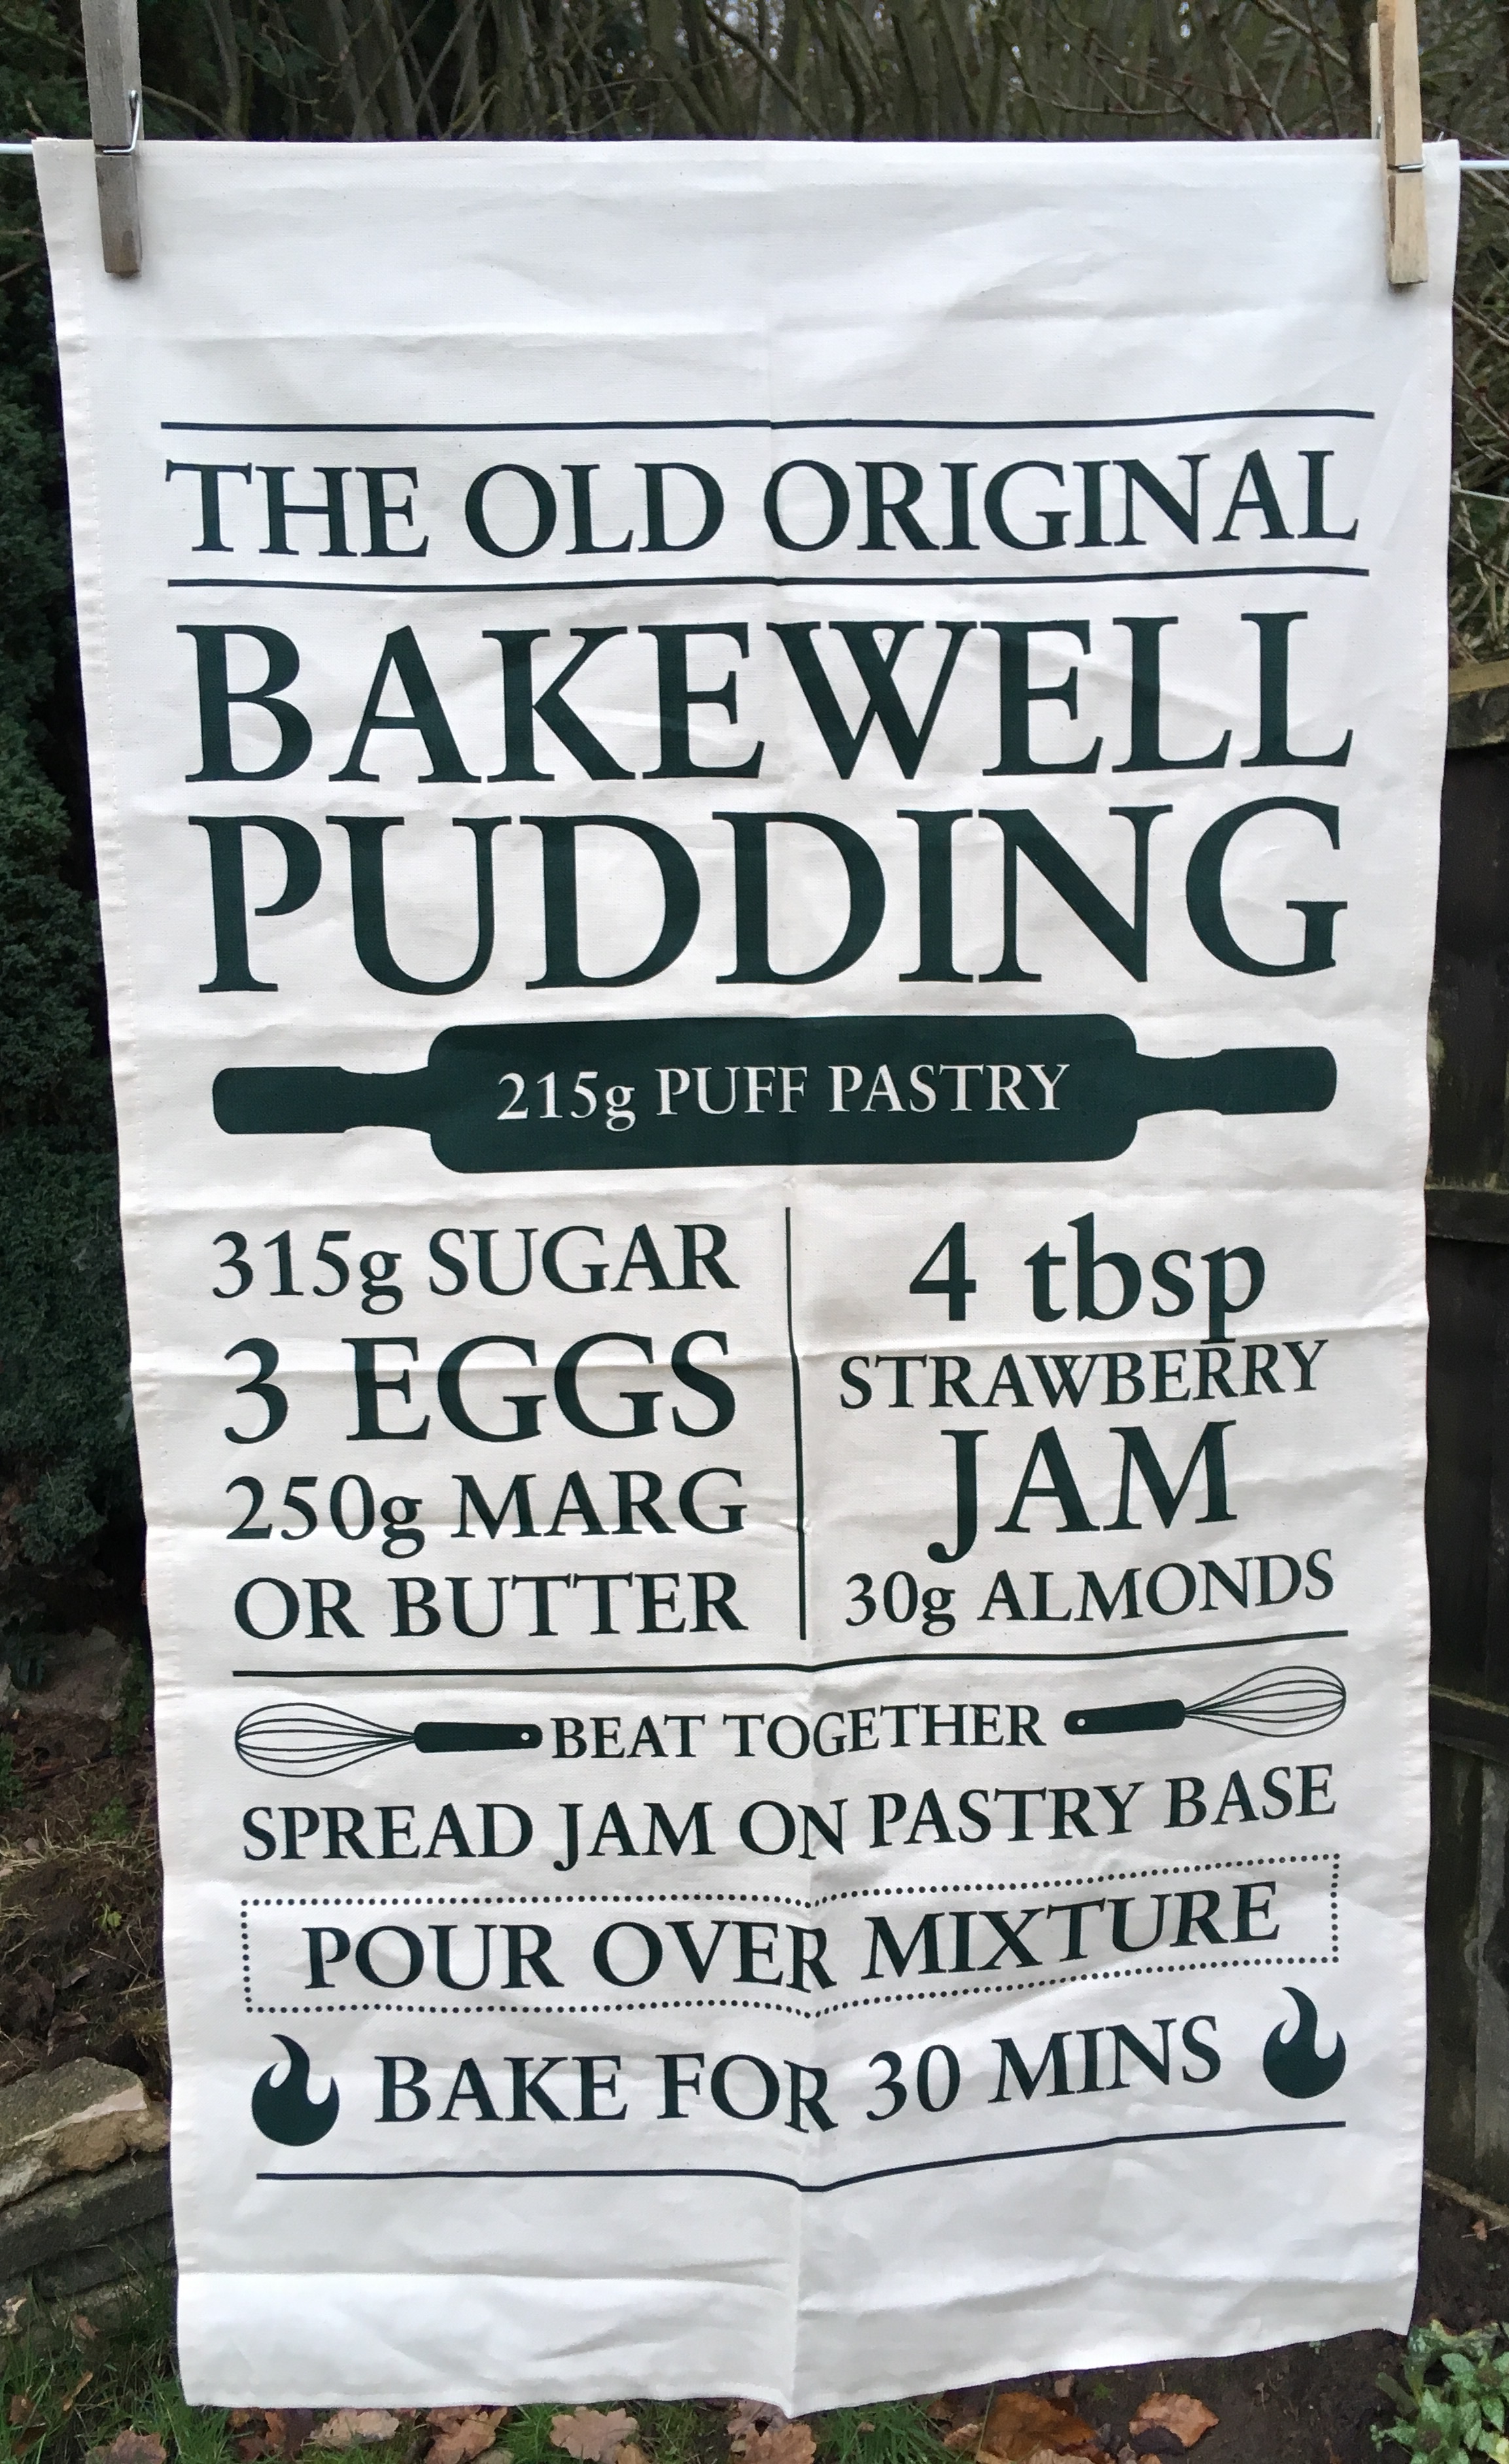 THE OLD ORIGINAL
BAKEWELL
PUDDING
215g PUFF PASTRY
315g SUGAR
3 EGGS
250g MARG
OR BUTTER
4 tbsp
STRAWBERRY
JAM
30g ALMONDS
BEAT TOGETHER
SPREAD JAM ON PASTRY BASE
POUR OVER MIXTURE
BAKE FOR 30 MINS